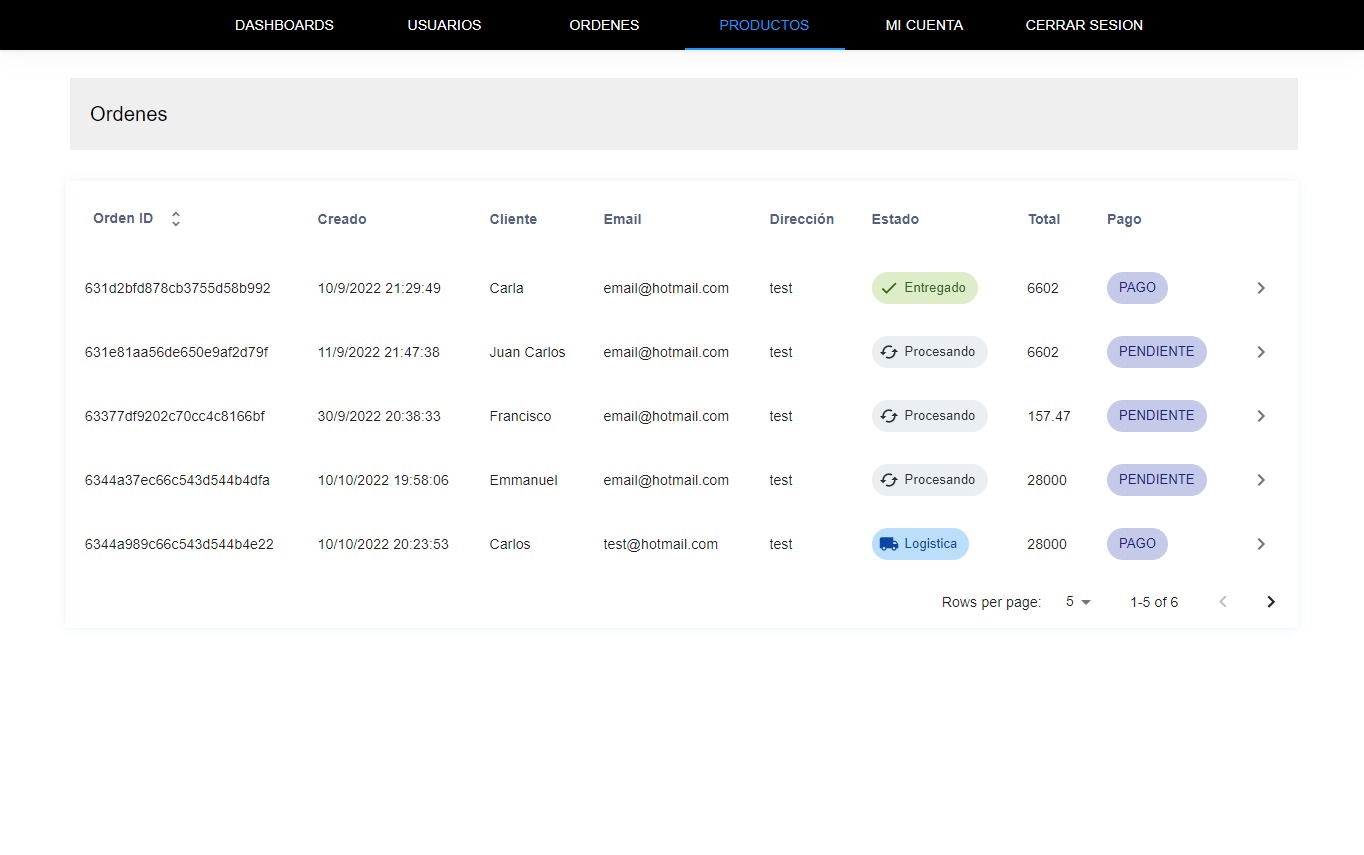 DASHBOARDS USUARIOS ORDENES PRODUCTOS MI CUENTA CERRAR SESION
Ordenes
Orden ID Creado Cliente Email Dirección Estado Total Pago
631d2bfd878cb3755d58b992 10/9/2022 21:29:49 Carla email@hotmail.com test Entregado 6602 PAGO
631e81aa56de650e9af2d79f 11/9/2022 21:47:38 Juan Carlos email@hotmail.com test Procesando 6602 PENDIENTE
63377df9202c70cc4c8166bf 30/9/2022 20:38:33 Francisco email@hotmail.com test Procesando 157.47 PENDIENTE
6344a37ec66c543d544b4dfa 10/10/2022 19:58:06 Emmanuel email@hotmail.com test Procesando 28000 PENDIENTE
6344a989c66c543d544b4e22 10/10/2022 20:23:53 Carlos test@hotmail.com test Logistica 28000 PAGO
Rows per page: 5 1-5 of 6